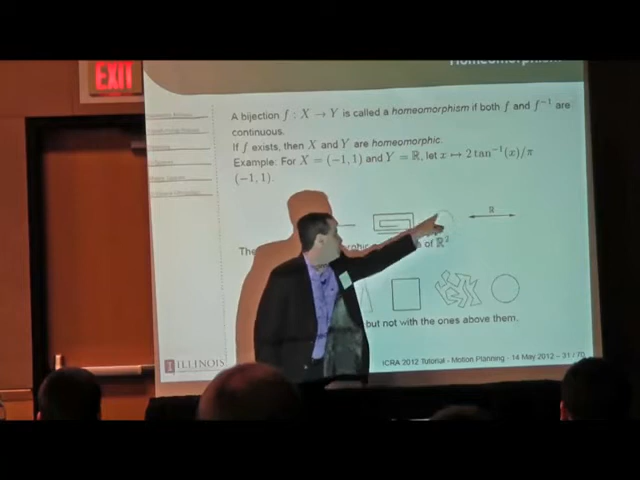 EXIT
Homeomorphism
A bijection f : X → Y is called a homeomorphism if both f and f⁻¹ are
continuous.
If f exists, then X and Y are homeomorphic.
Example: For X = (−1, 1) and Y = ℝ, let x ↦ 2 tan⁻¹(x)/π
(−1, 1).
ℝ
The
of ℝ²
but not with the ones above them.
ILLINOIS
ICRA 2012 Tutorial - Motion Planning - 14 May 2012 – 31 / 70